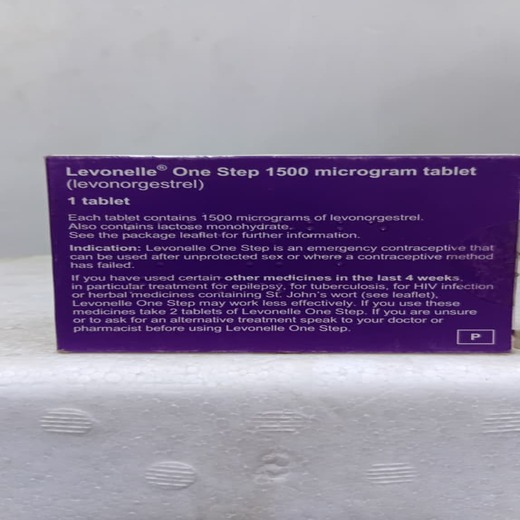 Levonelle® One Step 1500 microgram tablet
(levonorgestrel)
1 tablet
Each tablet contains 1500 micrograms of levonorgestrel.
Also contains lactose monohydrate.
See the package leaflet for further information.
Indication: Levonelle One Step is an emergency contraceptive that
can be used after unprotected sex or where a contraceptive method
has failed.
If you have used certain other medicines in the last 4 weeks,
in particular treatment for epilepsy, for tuberculosis, for HIV infection
or herbal medicines containing St. John's wort (see leaflet),
Levonelle One Step may work less effectively. If you use these
medicines take 2 tablets of Levonelle One Step. If you are unsure
or to ask for an alternative treatment speak to your doctor or
pharmacist before using Levonelle One Step.
P